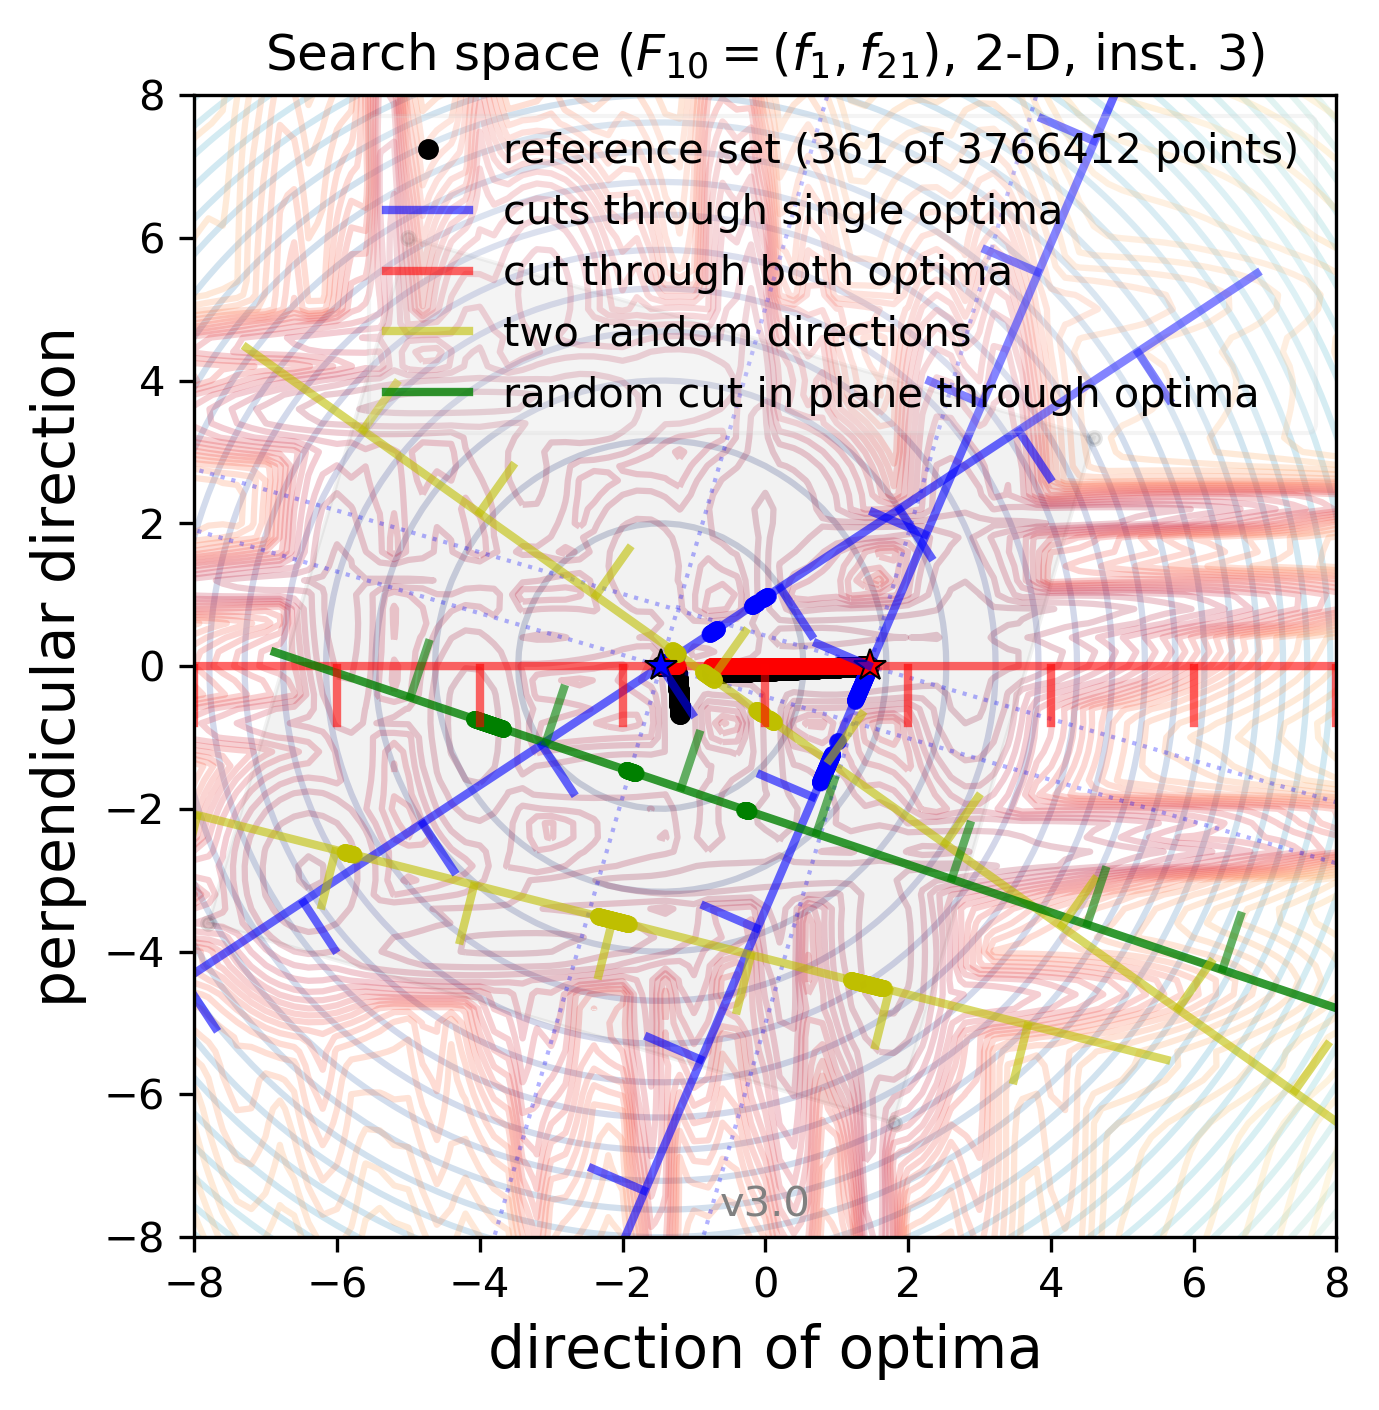 Search space (F₁₀ = (f₁, f₂₁), 2-D, inst. 3)
8
6
4
2
0
−2
−4
−6
−8
perpendicular direction
reference set (361 of 3766412 points)
cuts through single optima
cut through both optima
two random directions
random cut in plane through optima
v3.0
−8 −6 −4 −2 0 2 4 6 8
direction of optima